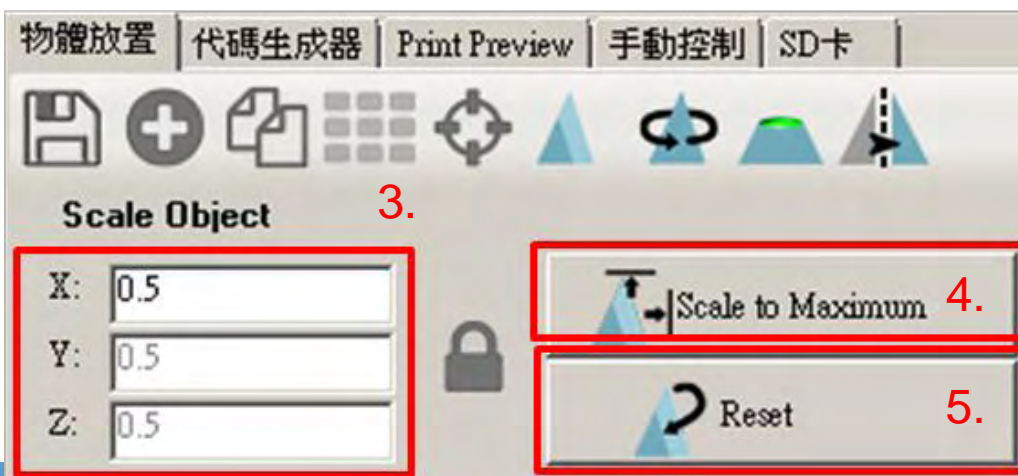 物體放置 代碼生成器 Print Preview 手動控制 SD卡
Scale Object 3.
X: 0.5
Y: 0.5
Z: 0.5
Scale to Maximum 4.
Reset 5.